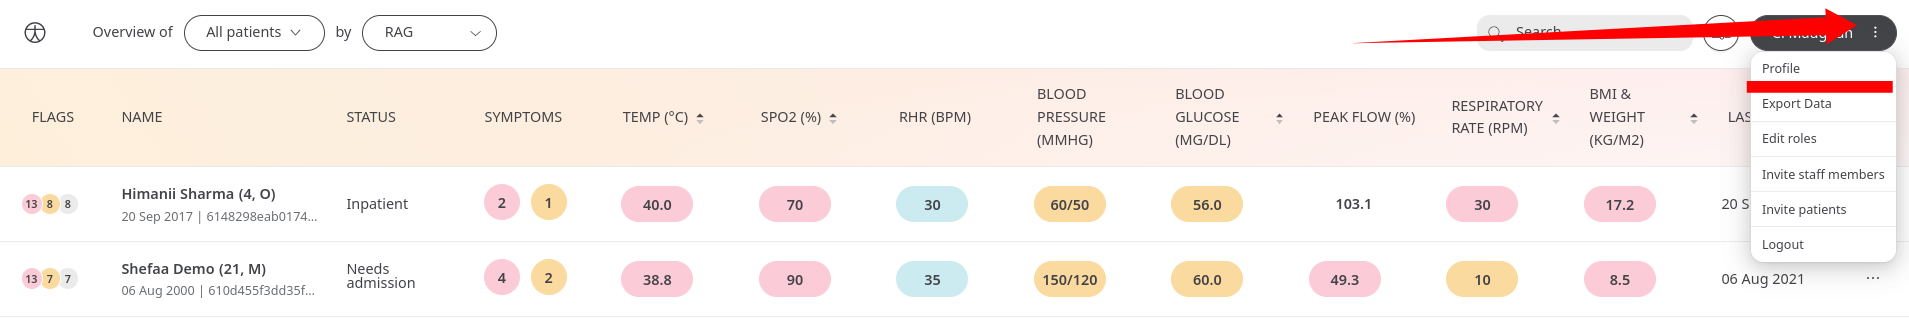 Overview of All patients by RAG Search
Profile
Export Data
Edit roles
Invite staff members
Invite patients
Logout
FLAGS NAME STATUS SYMPTOMS TEMP (°C) SPO2 (%) RHR (BPM) BLOOD PRESSURE (MMHG) BLOOD GLUCOSE (MG/DL) PEAK FLOW (%) RESPIRATORY RATE (RPM) BMI & WEIGHT (KG/M2)
13 8 8 Himanii Sharma (4, O) Inpatient 2 1 40.0 70 30 60/50 56.0 103.1 30 17.2
20 Sep 2017 | 6148298eab0174...
13 7 7 Shefaa Demo (21, M) Needs admission 4 2 38.8 90 35 150/120 60.0 49.3 10 8.5 06 Aug 2021 ...
06 Aug 2000 | 610d455f3dd35f...